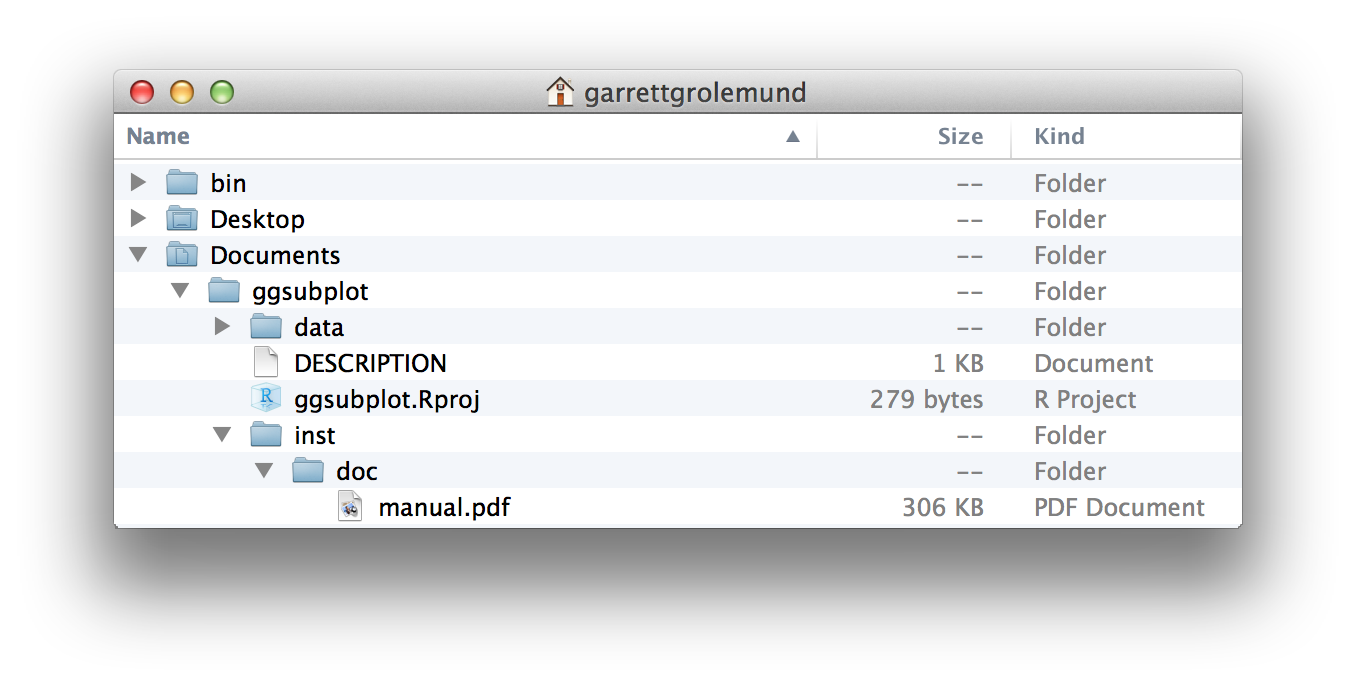 garrettgrolemund
Name Size Kind
bin -- Folder
Desktop -- Folder
Documents -- Folder
ggsubplot -- Folder
data -- Folder
DESCRIPTION 1 KB Document
ggsubplot.Rproj 279 bytes R Project
inst -- Folder
doc -- Folder
manual.pdf 306 KB PDF Document